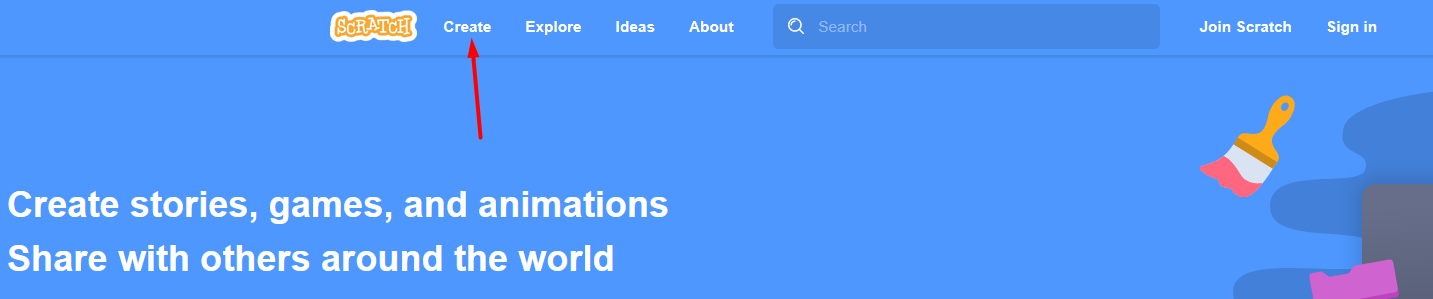 SCRATCH Create Explore Ideas About Search Join Scratch Sign in
Create stories, games, and animations
Share with others around the world